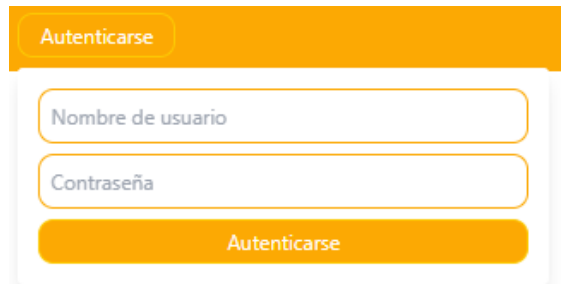 Autenticarse
Nombre de usuario
Contraseña
Autenticarse